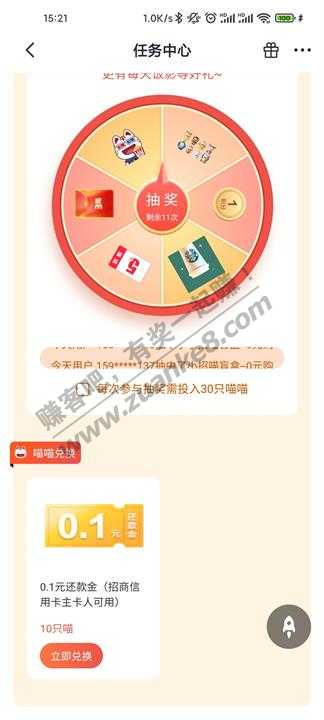 15:21
1.0K/s
任务中心
更有每天饭影等好礼~
抽奖
剩余11次
今天用户 159*****137抽中了小招喵盲盒—0元购
每次参与抽奖需投入30只喵喵
赚客吧，有奖一起赚！
www.zuanke8.com
喵喵兑换
0.1元
还款金
0.1元还款金（招商信
用卡主卡人可用）
10只喵
立即兑换